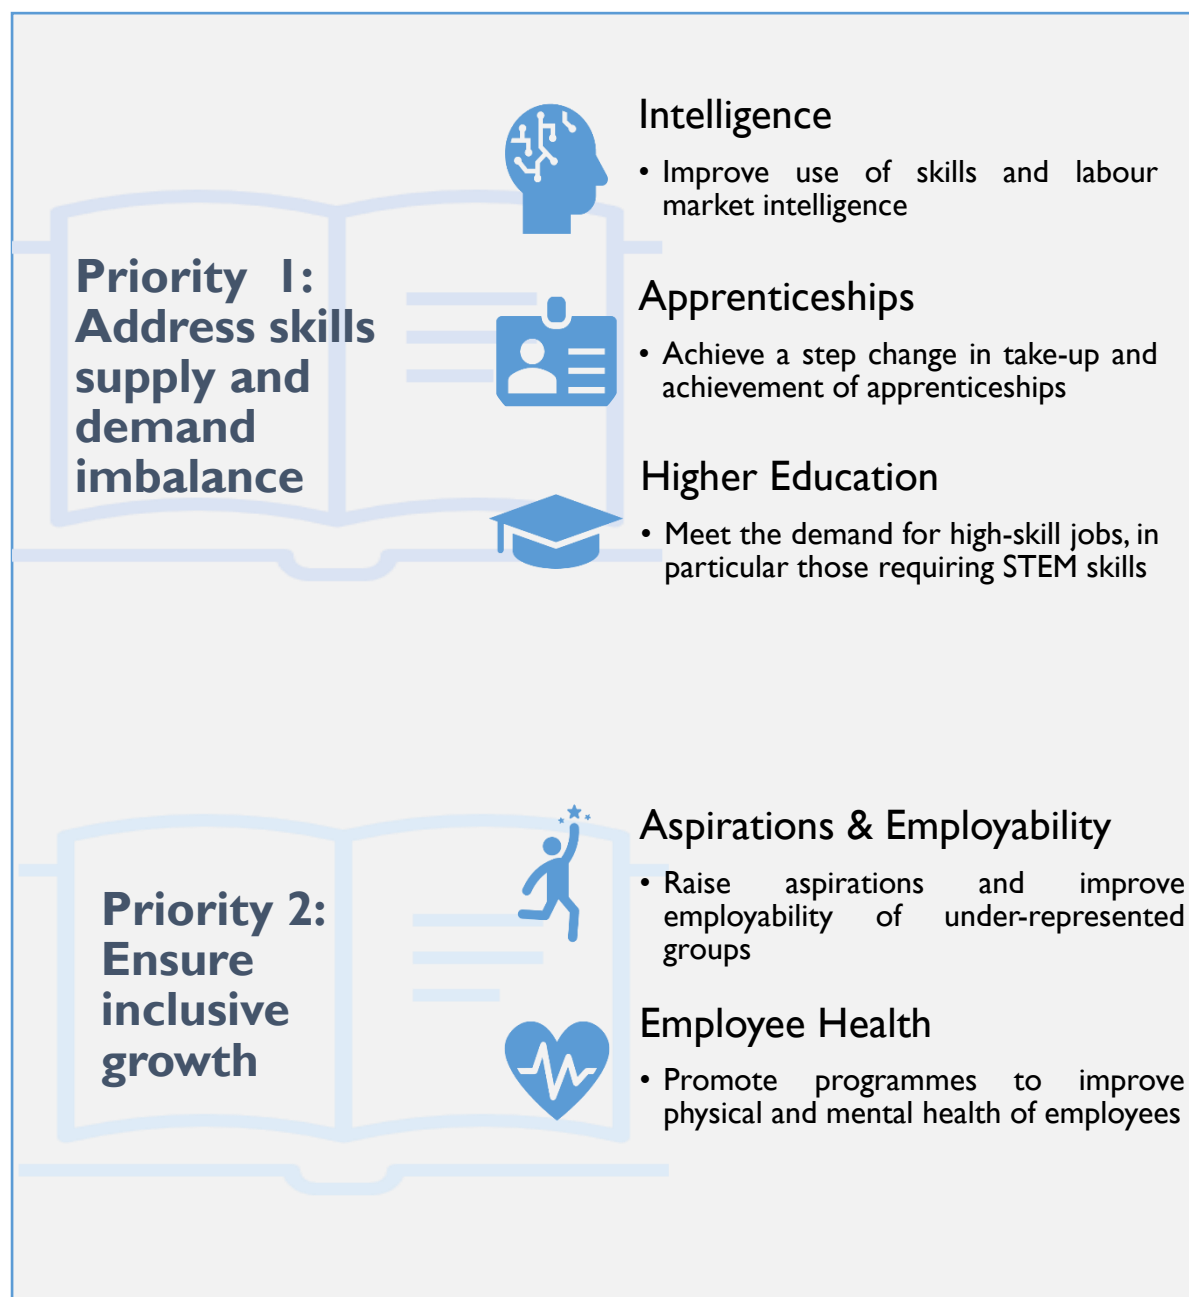 Priority 1:
Address skills
supply and
demand
imbalance
Intelligence
• Improve use of skills and labour
market intelligence
Apprenticeships
• Achieve a step change in take-up and
achievement of apprenticeships
Higher Education
• Meet the demand for high-skill jobs, in
particular those requiring STEM skills
Priority 2:
Ensure
inclusive
growth
Aspirations & Employability
• Raise aspirations and improve
employability of under-represented
groups
Employee Health
• Promote programmes to improve
physical and mental health of employees